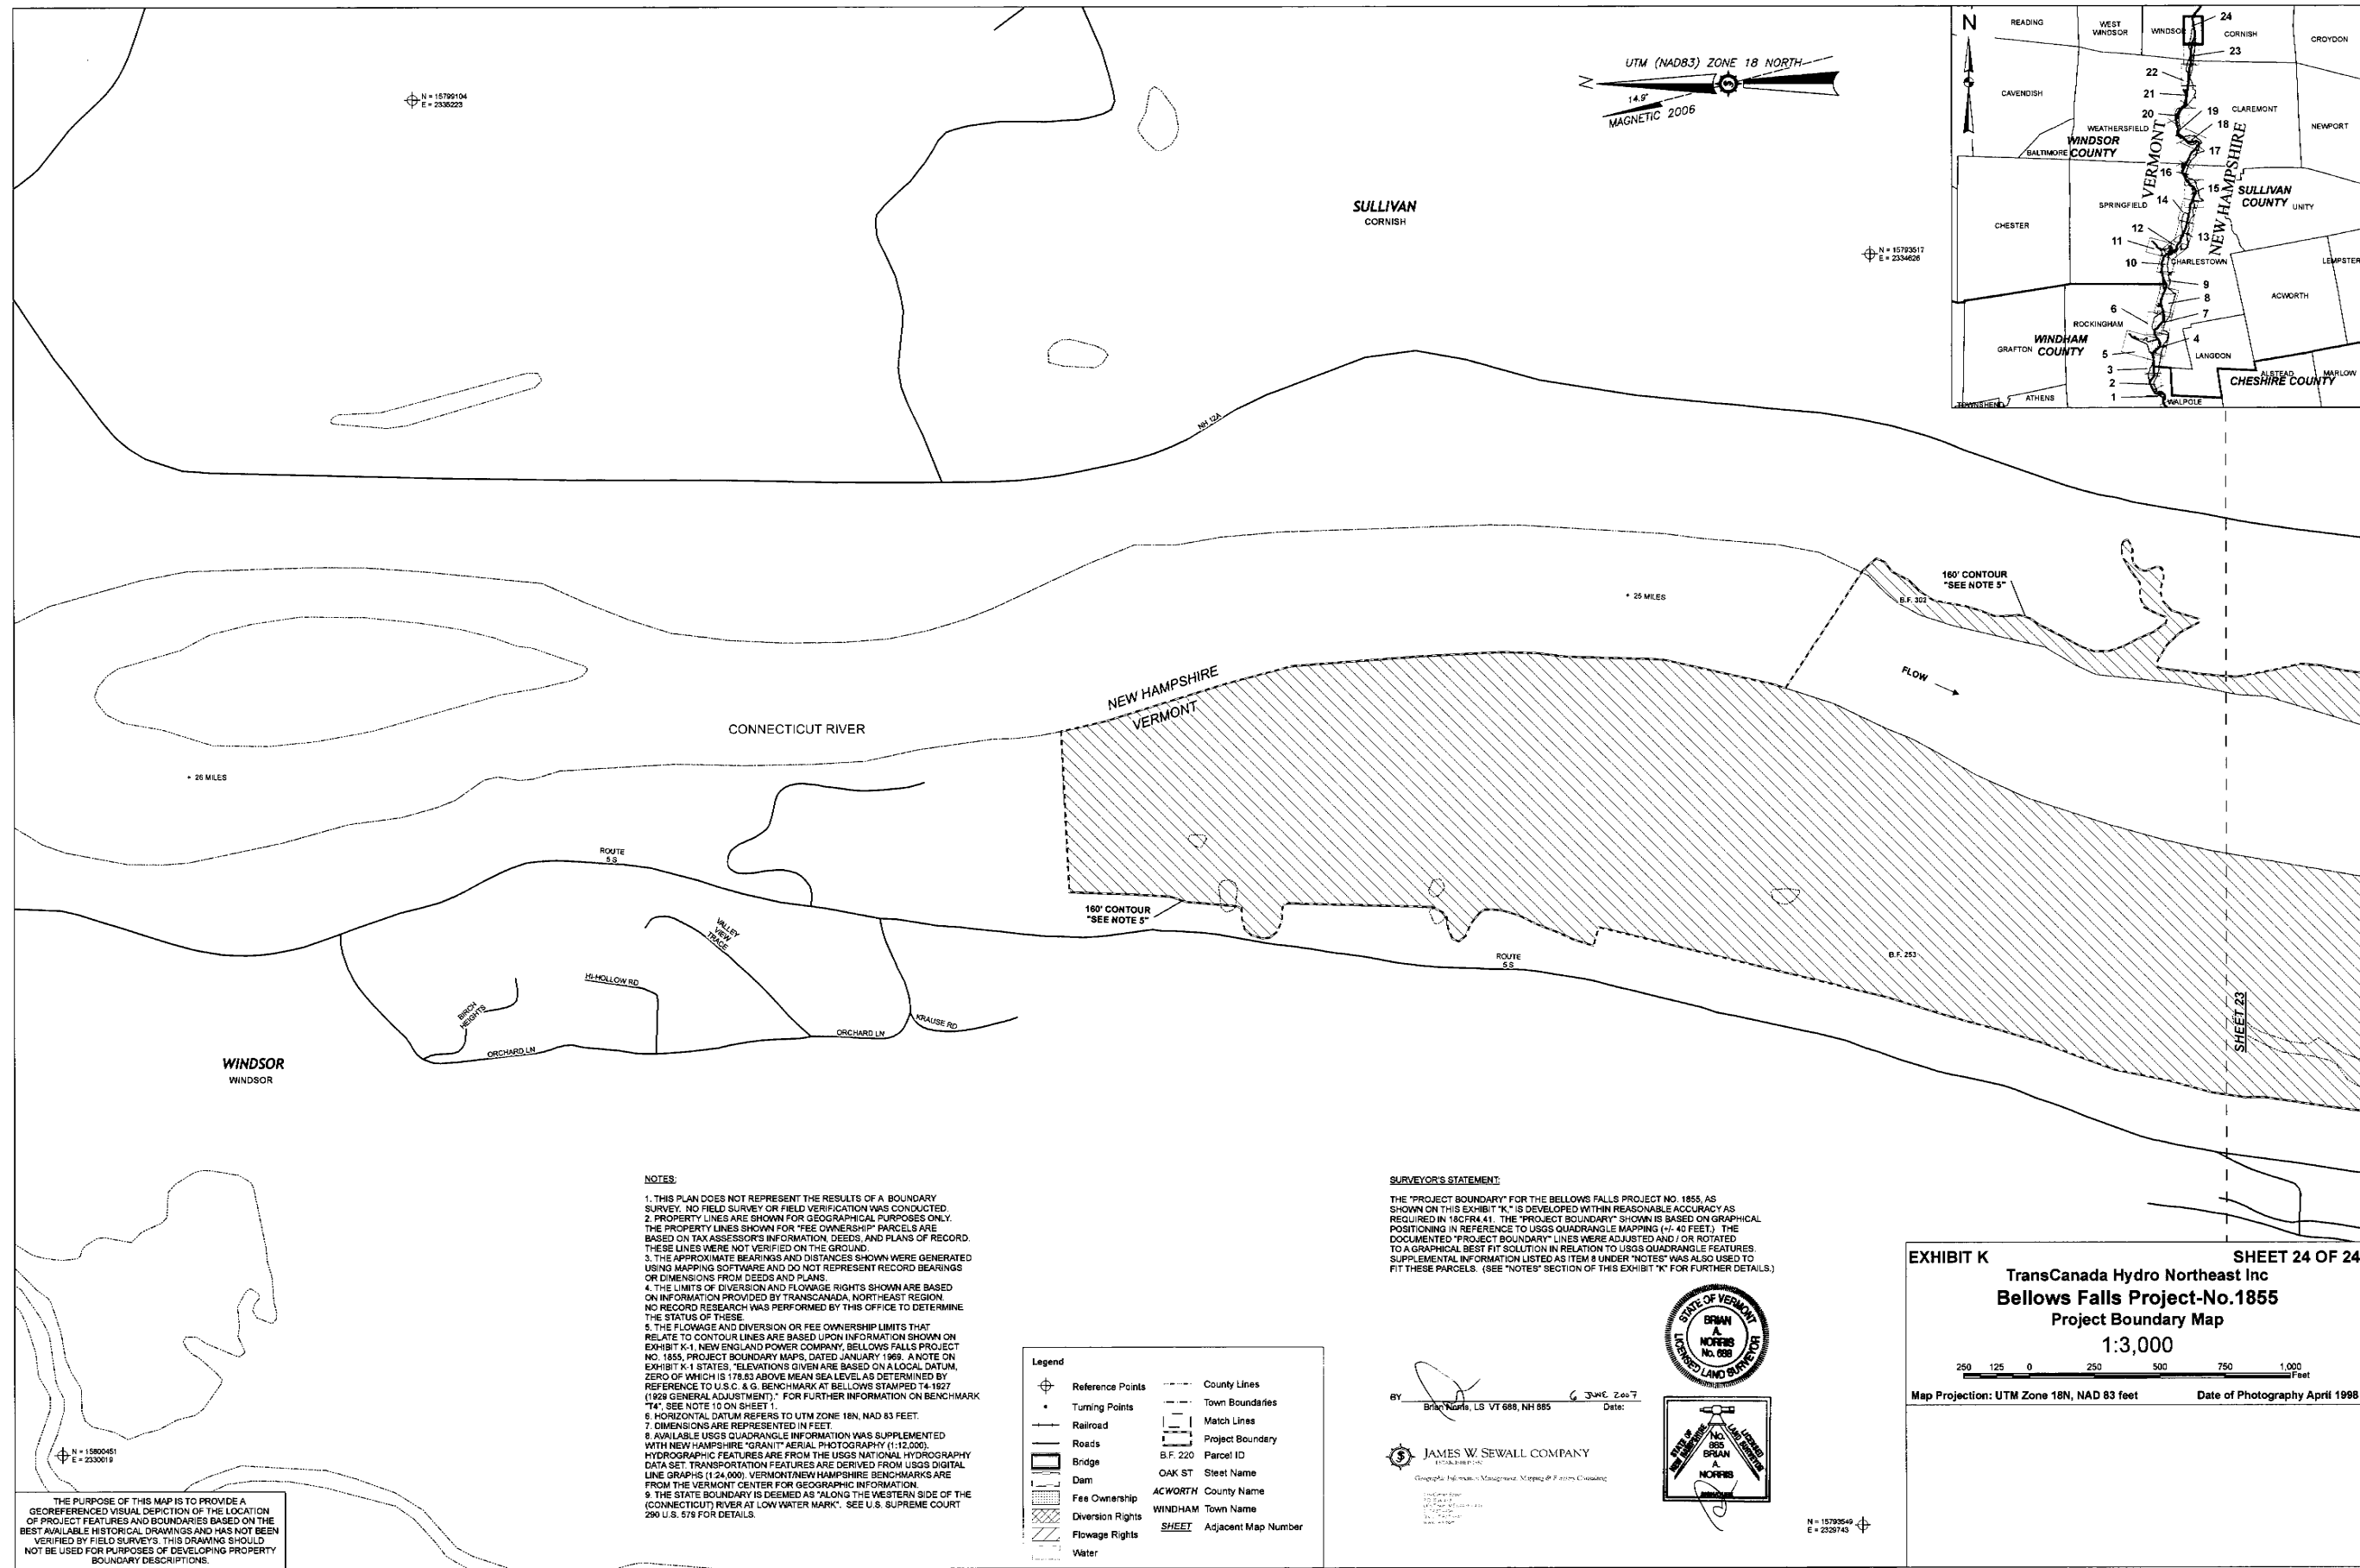 UTM (NAD83) ZONE 18 NORTH
14.9°
MAGNETIC 2006
N = 15799104
E = 2335223
SULLIVAN
CORNISH
N = 15793517
E = 2334626
N
READING
WEST
WINDSOR
WINDSOR
24
CORNISH
CROYDON
23
22
CAVENDISH
21
20
19
CLAREMONT
18
NEWPORT
WEATHERSFIELD
WINDSOR
COUNTY
BALTIMORE
17
VERMONT
NEW HAMPSHIRE
16
15
SULLIVAN
COUNTY
UNITY
SPRINGFIELD
14
CHESTER
12
11
13
10
CHARLESTOWN
LEMPSTER
9
8
ACWORTH
6
7
ROCKINGHAM
WINDHAM
COUNTY
GRAFTON
5
4
LANGDON
3
2
ALSTEAD
MARLOW
CHESHIRE COUNTY
1
ATHENS
WALPOLE
TOWNSHEND
NH 12A
160' CONTOUR
"SEE NOTE 5"
+ 25 MILES
B.F. 302
FLOW
NEW HAMPSHIRE
VERMONT
CONNECTICUT RIVER
+ 26 MILES
ROUTE
5 S
160' CONTOUR
"SEE NOTE 5"
VALLEY
VIEW
TRACE
ROUTE
5 S
B.F. 253
HI-HOLLOW RD
BIRCH
HEIGHTS
ORCHARD LN
ORCHARD LN
KRAUSE RD
SHEET 23
WINDSOR
WINDSOR
NOTES:
1. THIS PLAN DOES NOT REPRESENT THE RESULTS OF A BOUNDARY
SURVEY. NO FIELD SURVEY OR FIELD VERIFICATION WAS CONDUCTED.
2. PROPERTY LINES ARE SHOWN FOR GEOGRAPHICAL PURPOSES ONLY.
THE PROPERTY LINES SHOWN FOR "FEE OWNERSHIP" PARCELS ARE
BASED ON TAX ASSESSOR'S INFORMATION, DEEDS, AND PLANS OF RECORD.
THESE LINES WERE NOT VERIFIED ON THE GROUND.
3. THE APPROXIMATE BEARINGS AND DISTANCES SHOWN WERE GENERATED
USING MAPPING SOFTWARE AND DO NOT REPRESENT RECORD BEARINGS
OR DIMENSIONS FROM DEEDS AND PLANS.
4. THE LIMITS OF DIVERSION AND FLOWAGE RIGHTS SHOWN ARE BASED
ON INFORMATION PROVIDED BY TRANSCANADA, NORTHEAST REGION.
NO RECORD RESEARCH WAS PERFORMED BY THIS OFFICE TO DETERMINE
THE STATUS OF THESE.
5. THE FLOWAGE AND DIVERSION OR FEE OWNERSHIP LIMITS THAT
RELATE TO CONTOUR LINES ARE BASED UPON INFORMATION SHOWN ON
EXHIBIT K-1, NEW ENGLAND POWER COMPANY, BELLOWS FALLS PROJECT
NO. 1855, PROJECT BOUNDARY MAPS, DATED JANUARY 1969. A NOTE ON
EXHIBIT K-1 STATES, "ELEVATIONS GIVEN ARE BASED ON A LOCAL DATUM,
ZERO OF WHICH IS 178.63 ABOVE MEAN SEA LEVEL AS DETERMINED BY
REFERENCE TO U.S.C. & G. BENCHMARK AT BELLOWS STAMPED T4-1927
(1929 GENERAL ADJUSTMENT)." FOR FURTHER INFORMATION ON BENCHMARK
"T4", SEE NOTE 10 ON SHEET 1.
6. HORIZONTAL DATUM REFERS TO UTM ZONE 18N, NAD 83 FEET.
7. DIMENSIONS ARE REPRESENTED IN FEET.
8. AVAILABLE USGS QUADRANGLE INFORMATION WAS SUPPLEMENTED
WITH NEW HAMPSHIRE "GRANIT" AERIAL PHOTOGRAPHY (1:12,000).
HYDROGRAPHIC FEATURES ARE FROM THE USGS NATIONAL HYDROGRAPHY
DATA SET. TRANSPORTATION FEATURES ARE DERIVED FROM USGS DIGITAL
LINE GRAPHS (1:24,000). VERMONT/NEW HAMPSHIRE BENCHMARKS ARE
FROM THE VERMONT CENTER FOR GEOGRAPHIC INFORMATION.
9. THE STATE BOUNDARY IS DEEMED AS "ALONG THE WESTERN SIDE OF THE
(CONNECTICUT) RIVER AT LOW WATER MARK". SEE U.S. SUPREME COURT
290 U.S. 579 FOR DETAILS.
Legend
Reference Points
Turning Points
Railroad
Roads
Bridge
Dam
Fee Ownership
Diversion Rights
Flowage Rights
Water
County Lines
Town Boundaries
Match Lines
Project Boundary
B.F. 220 Parcel ID
OAK ST Steet Name
ACWORTH County Name
WINDHAM Town Name
SHEET Adjacent Map Number
SURVEYOR'S STATEMENT:
THE "PROJECT BOUNDARY" FOR THE BELLOWS FALLS PROJECT NO. 1855, AS
SHOWN ON THIS EXHIBIT "K," IS DEVELOPED WITHIN REASONABLE ACCURACY AS
REQUIRED IN 18CFR4.41. THE "PROJECT BOUNDARY" SHOWN IS BASED ON GRAPHICAL
POSITIONING IN REFERENCE TO USGS QUADRANGLE MAPPING (+/- 40 FEET.) THE
DOCUMENTED "PROJECT BOUNDARY" LINES WERE ADJUSTED AND / OR ROTATED
TO A GRAPHICAL BEST FIT SOLUTION IN RELATION TO USGS QUADRANGLE FEATURES.
SUPPLEMENTAL INFORMATION LISTED AS ITEM 8 UNDER "NOTES" WAS ALSO USED TO
FIT THESE PARCELS. (SEE "NOTES" SECTION OF THIS EXHIBIT "K" FOR FURTHER DETAILS.)
BY
6 JUNE 2007
Brian Norris, LS VT 688, NH 885
Date:
STATE OF VERMONT
BRIAN
A.
NORRIS
No. 688
LICENSED LAND SURVEYOR
STATE OF
NEW HAMPSHIRE
No.
885
BRIAN
A.
NORRIS
LICENSED
LAND SURVEYOR
JAMES W. SEWALL COMPANY
Geographic Information Management, Mapping & Forestry Consulting
EXHIBIT K SHEET 24 OF 24
TransCanada Hydro Northeast Inc
Bellows Falls Project-No.1855
Project Boundary Map
1:3,000
250 125 0 250 500 750 1,000
Feet
Map Projection: UTM Zone 18N, NAD 83 feet Date of Photography April 1998
N = 15800451
E = 2330619
N = 15793549
E = 2329743
THE PURPOSE OF THIS MAP IS TO PROVIDE A
GEOREFERENCED VISUAL DEPICTION OF THE LOCATION
OF PROJECT FEATURES AND BOUNDARIES BASED ON THE
BEST AVAILABLE HISTORICAL DRAWINGS AND HAS NOT BEEN
VERIFIED BY FIELD SURVEYS. THIS DRAWING SHOULD
NOT BE USED FOR PURPOSES OF DEVELOPING PROPERTY
BOUNDARY DESCRIPTIONS.